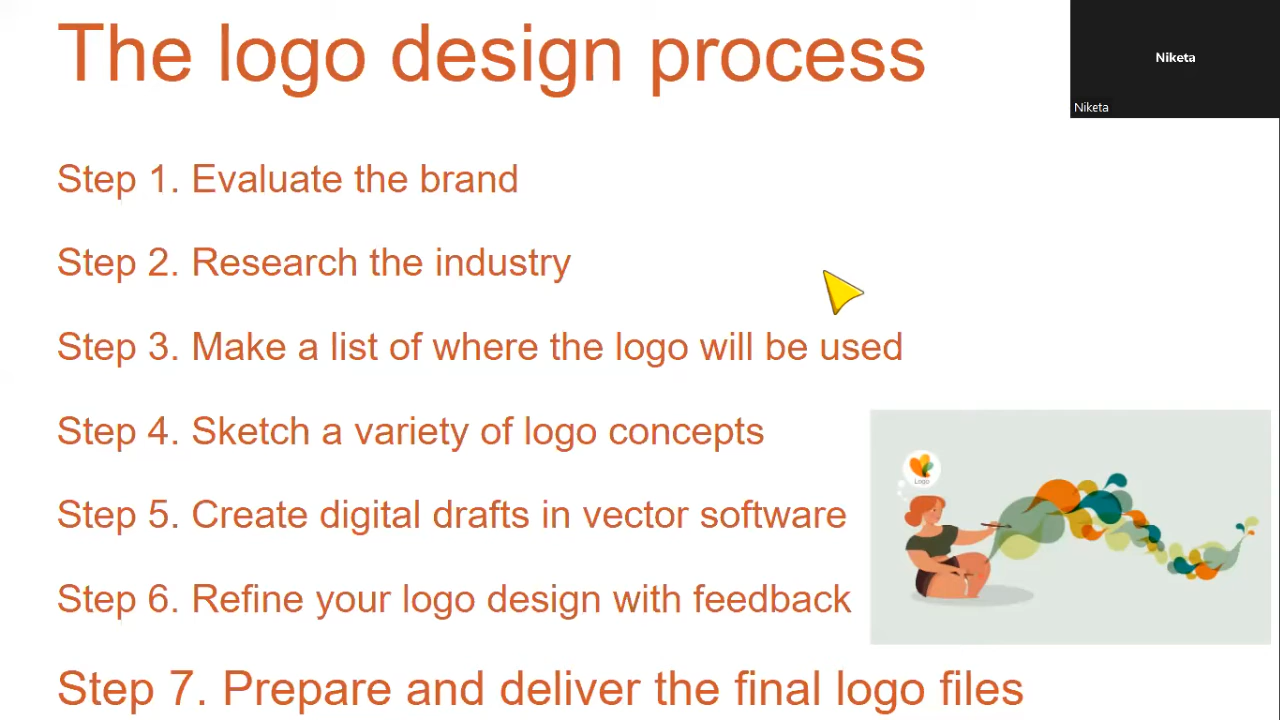 The logo design process
Niketa
Niketa
Step 1. Evaluate the brand
Step 2. Research the industry
Step 3. Make a list of where the logo will be used
Step 4. Sketch a variety of logo concepts
Logo
Step 5. Create digital drafts in vector software
Step 6. Refine your logo design with feedback
Step 7. Prepare and deliver the final logo files